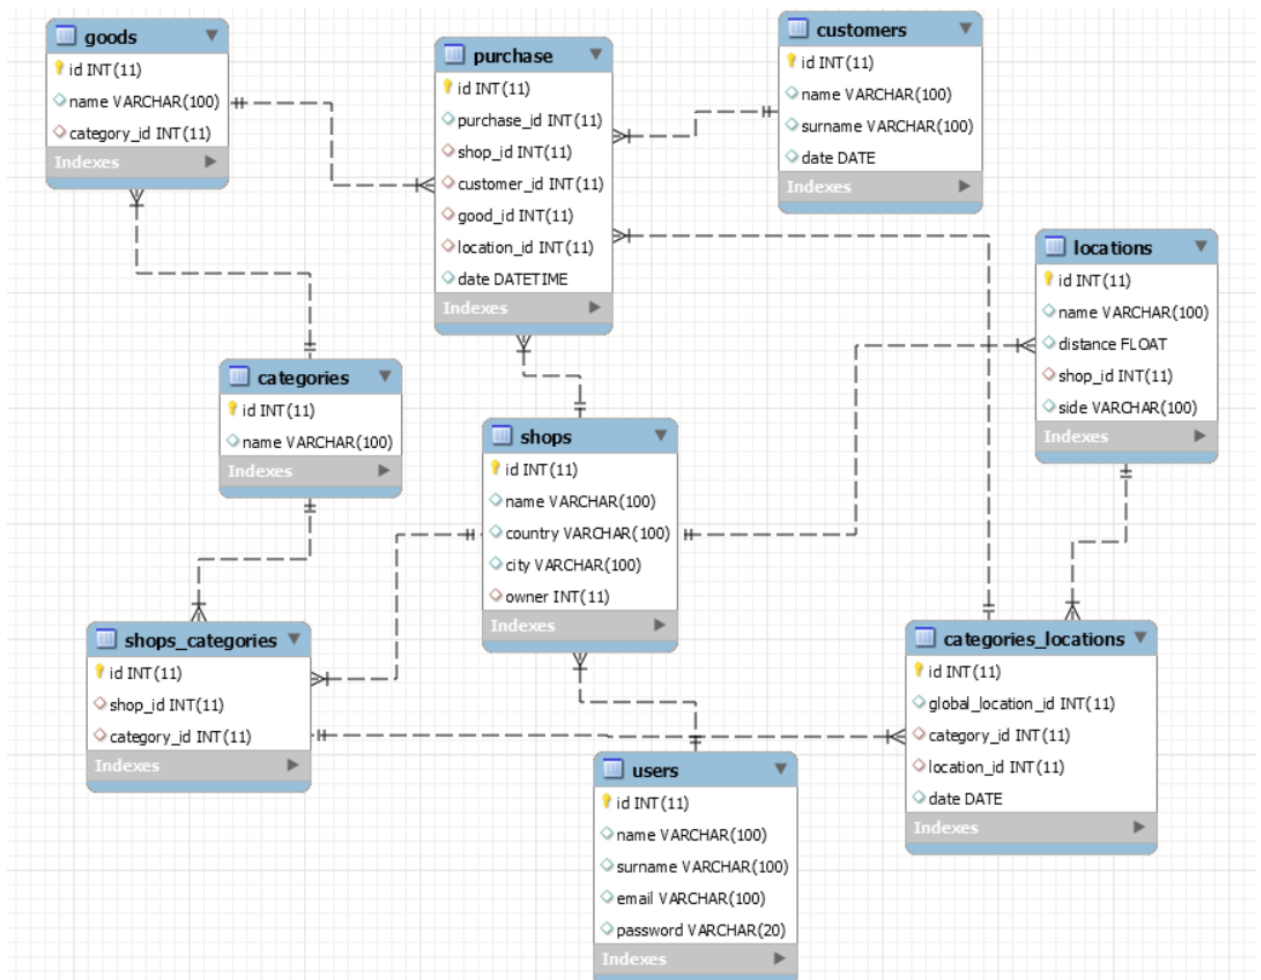 goods
id INT(11)
name VARCHAR(100)
category_id INT(11)
Indexes
purchase
id INT(11)
purchase_id INT(11)
shop_id INT(11)
customer_id INT(11)
good_id INT(11)
location_id INT(11)
date DATETIME
Indexes
customers
id INT(11)
name VARCHAR(100)
surname VARCHAR(100)
date DATE
Indexes
locations
id INT(11)
name VARCHAR(100)
distance FLOAT
shop_id INT(11)
side VARCHAR(100)
Indexes
categories
id INT(11)
name VARCHAR(100)
Indexes
shops
id INT(11)
name VARCHAR(100)
country VARCHAR(100)
city VARCHAR(100)
owner INT(11)
Indexes
shops_categories
id INT(11)
shop_id INT(11)
category_id INT(11)
Indexes
categories_locations
id INT(11)
global_location_id INT(11)
category_id INT(11)
location_id INT(11)
date DATE
Indexes
users
id INT(11)
name VARCHAR(100)
surname VARCHAR(100)
email VARCHAR(100)
password VARCHAR(20)
Indexes